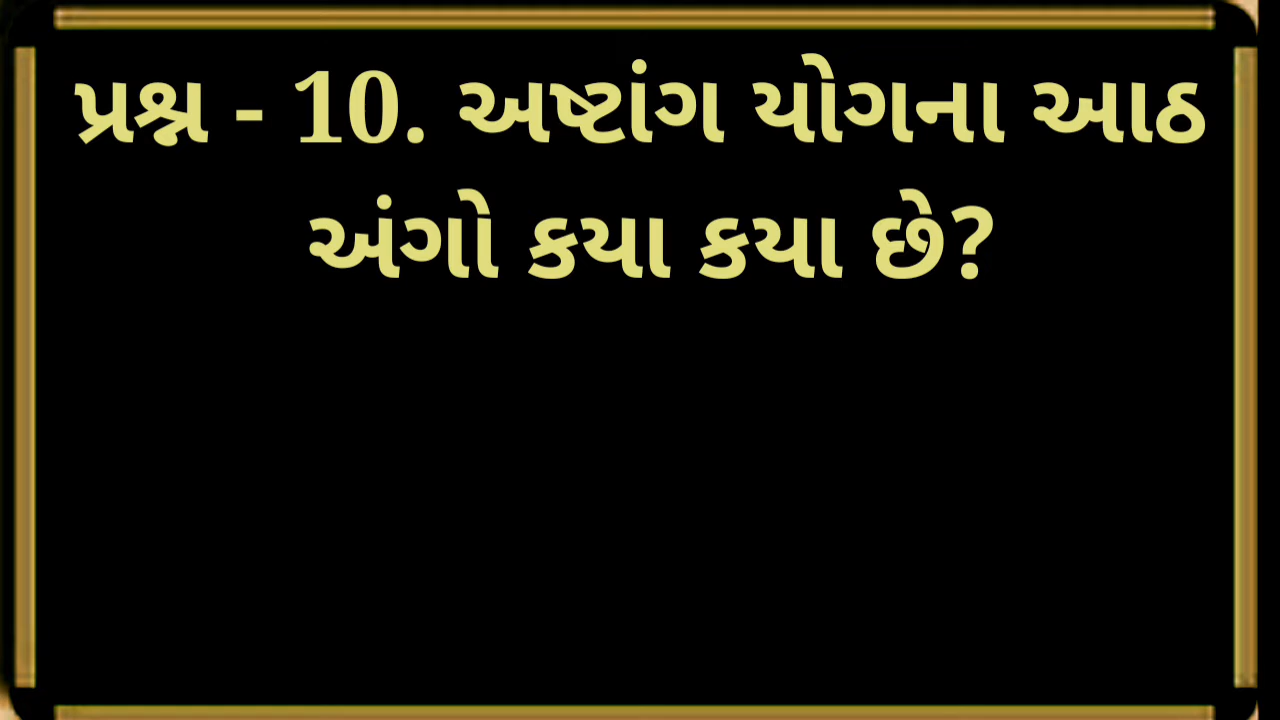 પ્રશ્ન - 10. અષ્ટાંગ યોગના આઠ
અંગો કયા કયા છે?